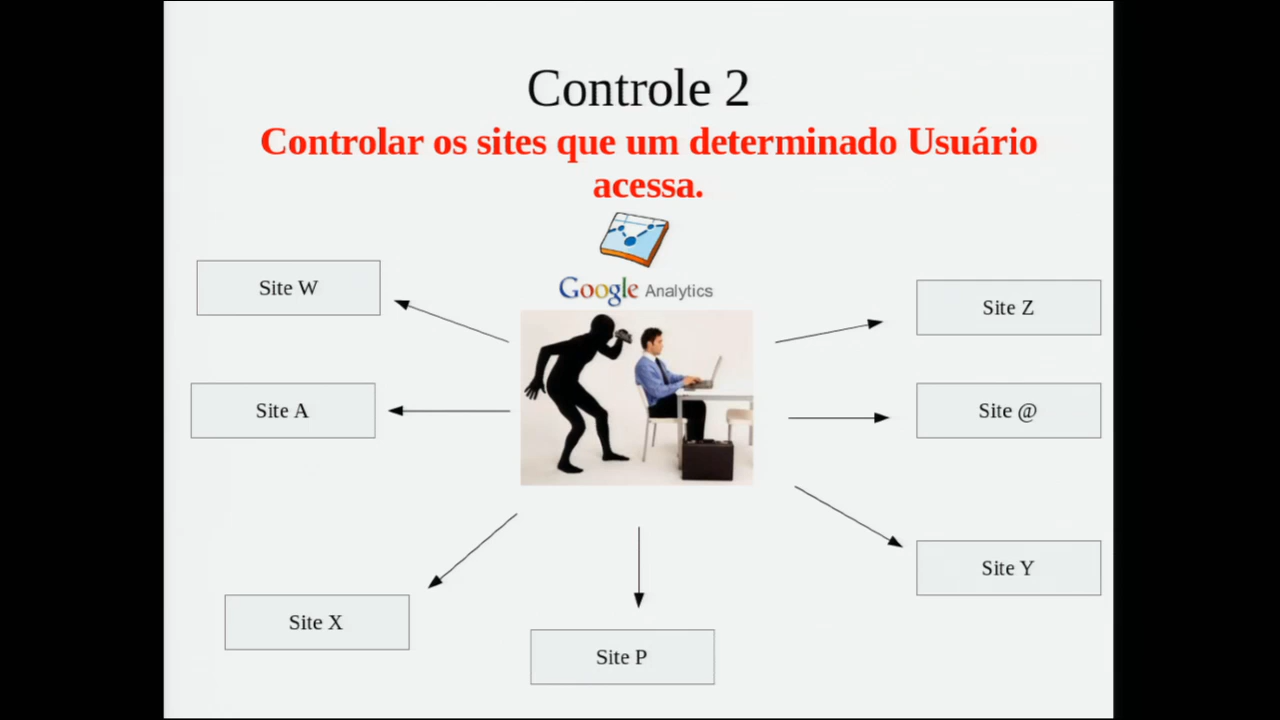 Controle 2
Controlar os sites que um determinado Usuário
acessa.
Google Analytics
Site W
Site Z
Site A
Site @
Site Y
Site X
Site P